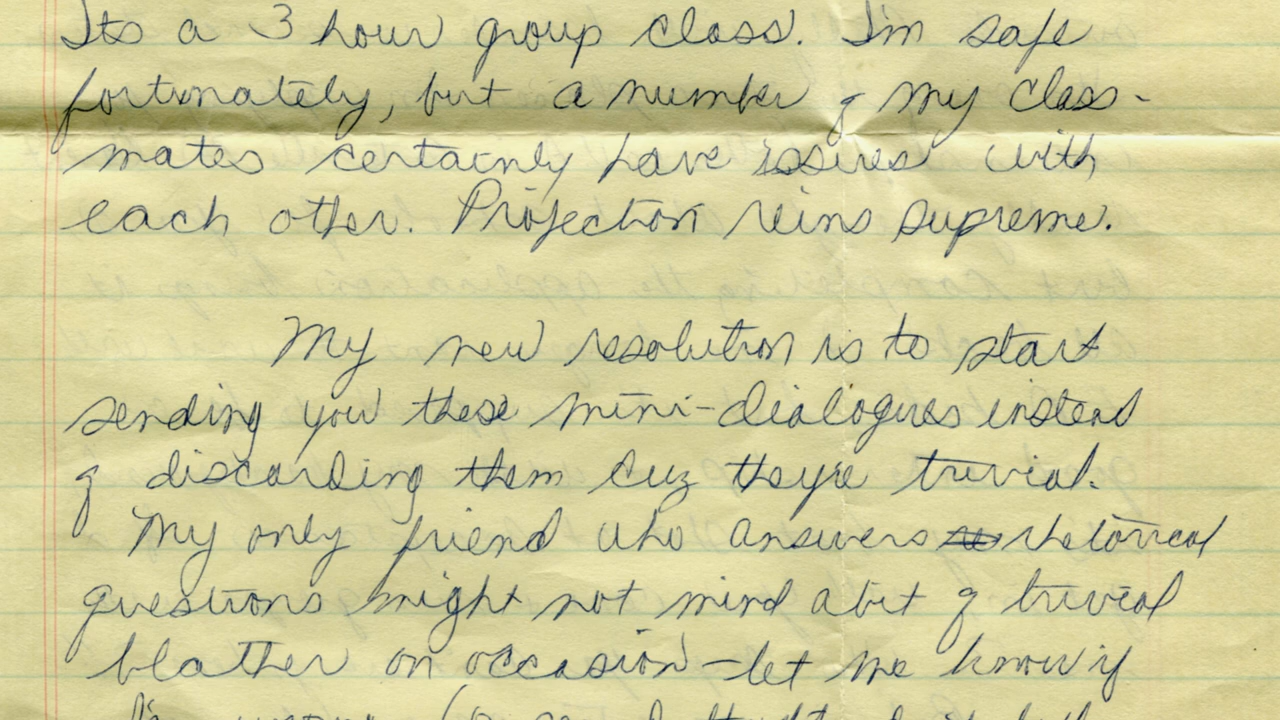 Its a 3 hour group class. I'm safe
fortunately, but a number of my class-
mates certainly have issues with
each other. Projection reins supreme.
My new resolution is to start
sending you these mini-dialogues instead
of discarding them cuz theyre trivial.
My only friend who answers rhetorical
questions might not mind a bit of trivial
blather on occasion - let me know if
I'm wrong